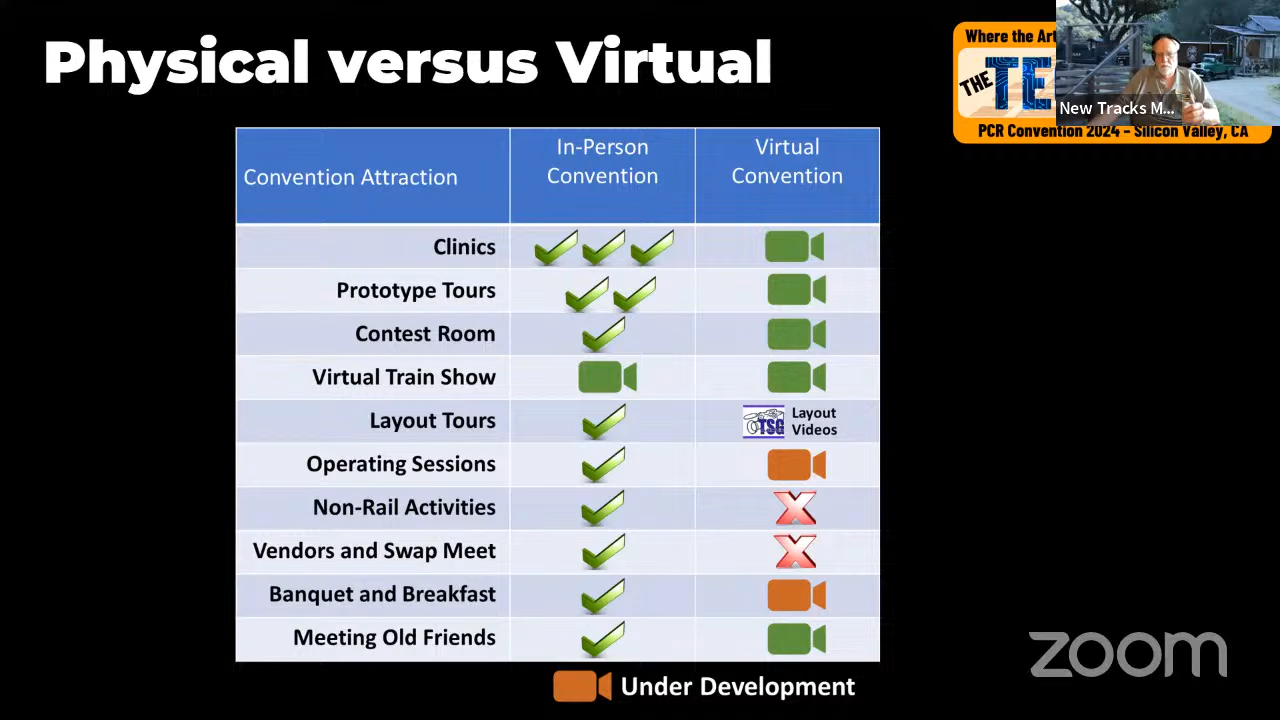 Physical versus Virtual
Where the Art
THE TE
New Tracks M...
PCR Convention 2024 - Silicon Valley, CA
Convention Attraction
In-Person
Convention
Virtual
Convention
Clinics
Prototype Tours
Contest Room
Virtual Train Show
Layout Tours
TSG
Layout
Videos
Operating Sessions
Non-Rail Activities
Vendors and Swap Meet
Banquet and Breakfast
Meeting Old Friends
Under Development
zoom